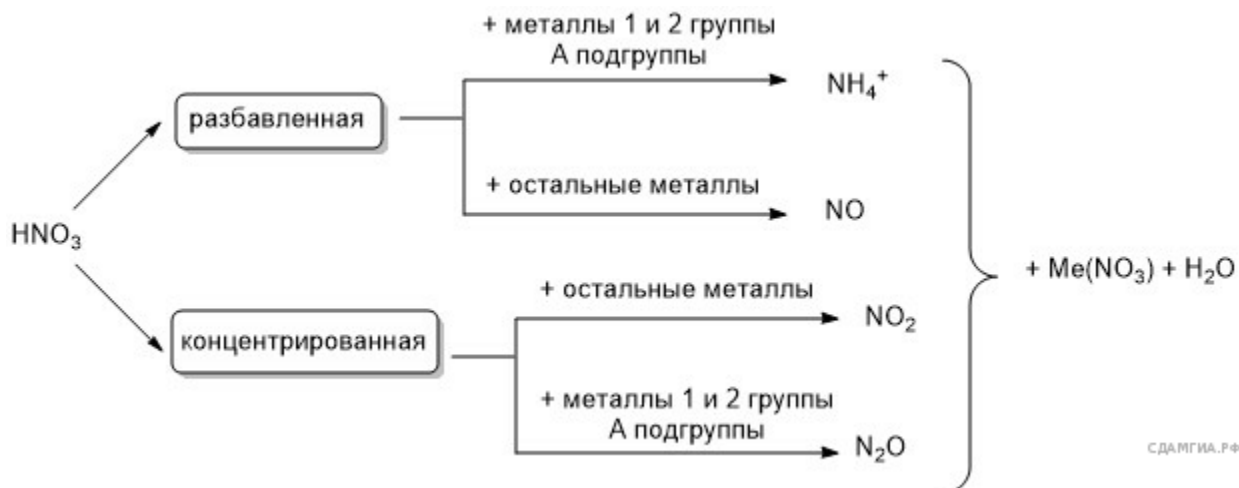 + металлы 1 и 2 группы
А подгруппы
NH₄⁺
разбавленная
+ остальные металлы
NO
HNO₃
+ Me(NO₃) + H₂O
+ остальные металлы
NO₂
концентрированная
+ металлы 1 и 2 группы
А подгруппы
N₂O
СДАМГИА.РФ